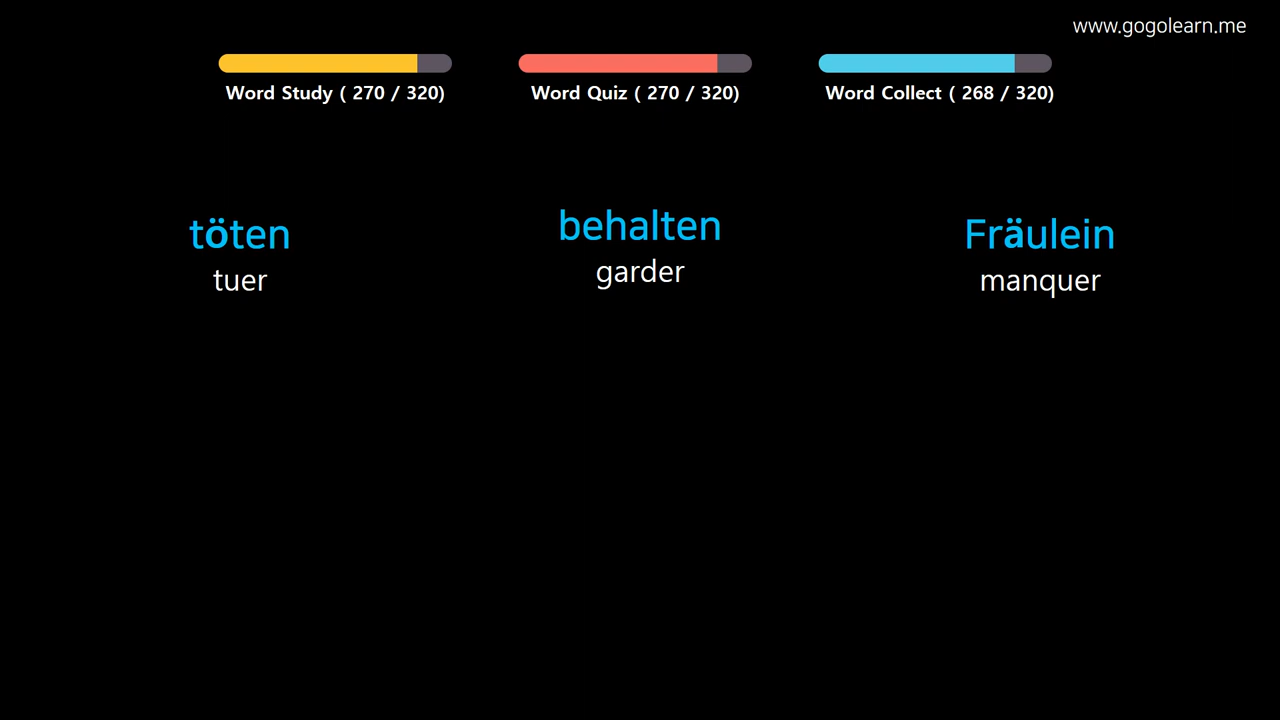 www.gogolearn.me
Word Study ( 270 / 320)
Word Quiz ( 270 / 320)
Word Collect ( 268 / 320)
töten
tuer
behalten
garder
Fräulein
manquer